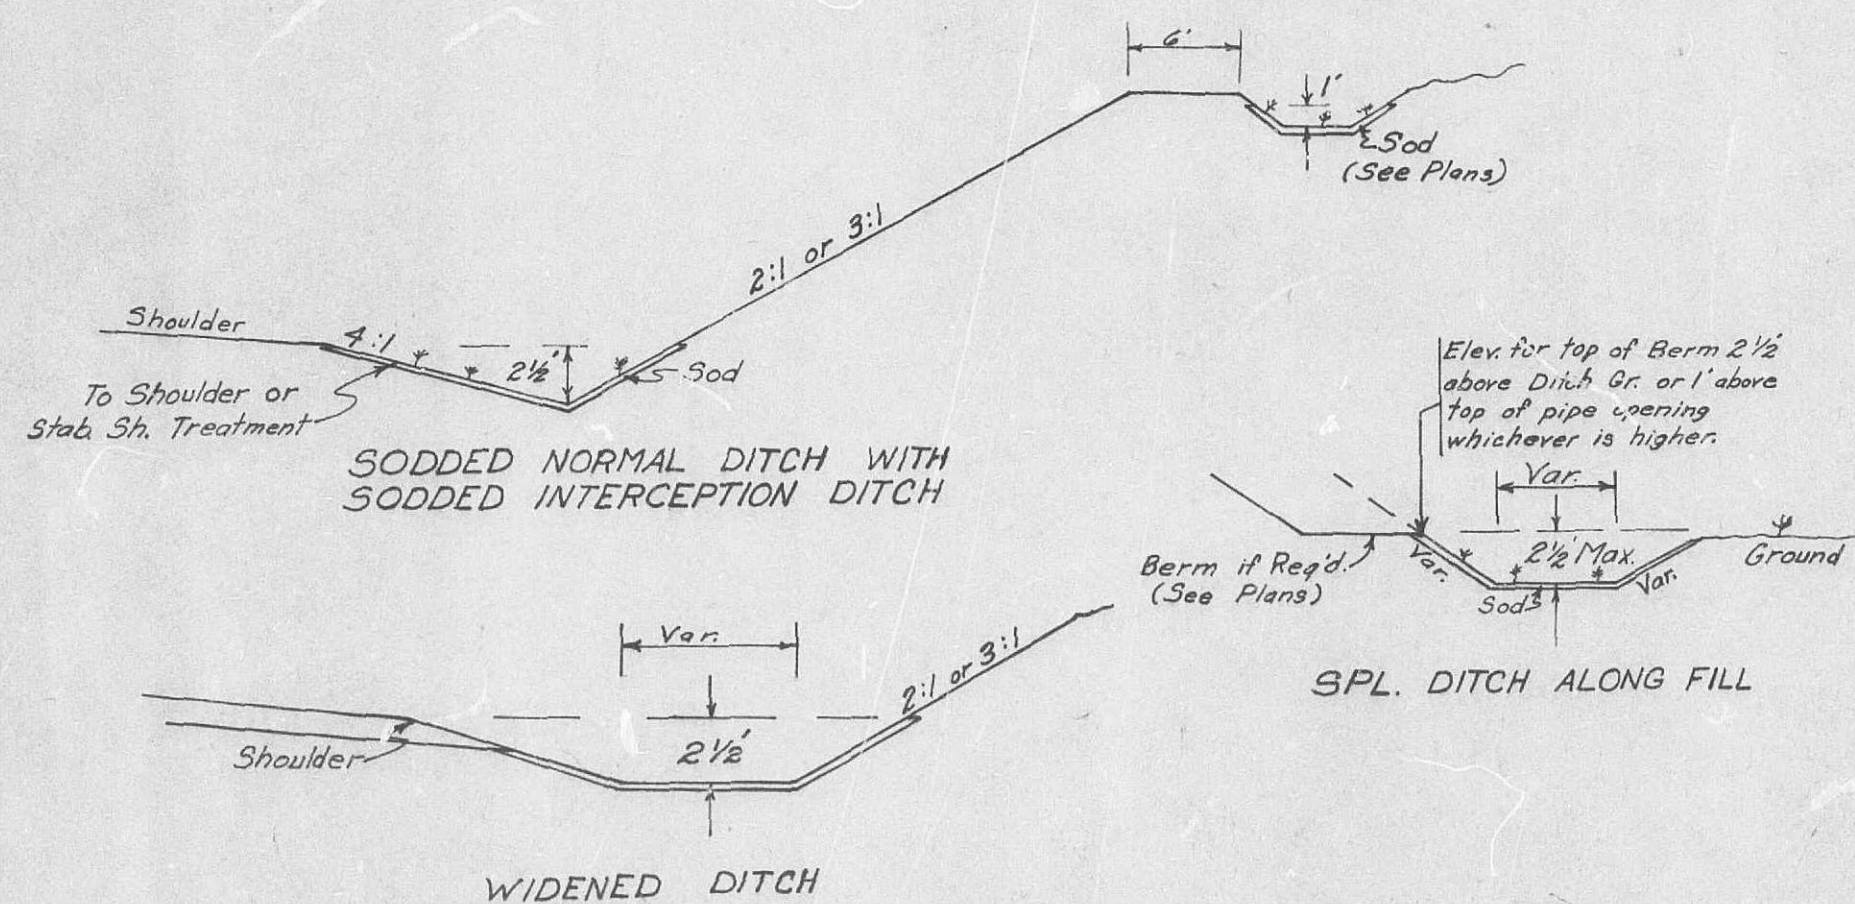 6'
1'
Sod
(See Plans)
2:1 or 3:1
Shoulder
4:1
2½'
Sod
To Shoulder or
Stab. Sh. Treatment
SODDED NORMAL DITCH WITH
SODDED INTERCEPTION DITCH
Elev. for top of Berm 2½'
above Ditch Gr. or 1' above
top of pipe opening
whichever is higher.
Var.
2½' Max.
Var.
Var.
Ground
Berm if Req'd.
(See Plans)
Sod
SPL. DITCH ALONG FILL
Var.
2:1 or 3:1
2½'
Shoulder
WIDENED DITCH